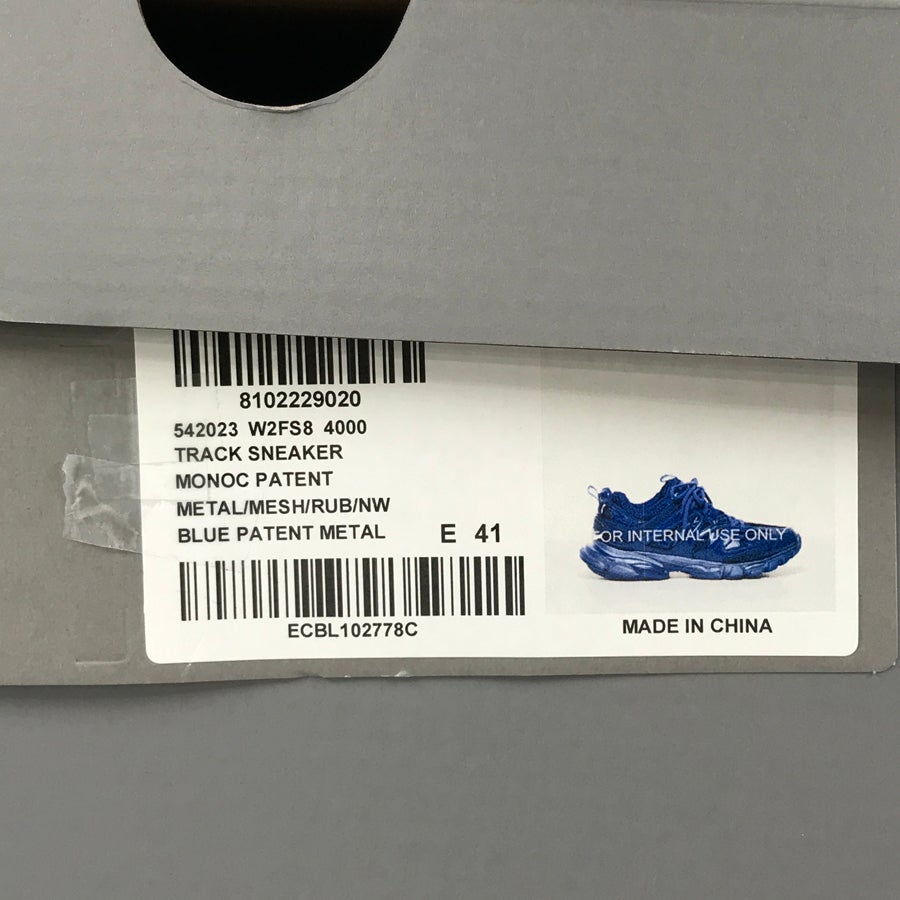 8102229020
542023 W2FS8 4000
TRACK SNEAKER
MONOC PATENT
METAL/MESH/RUB/NW
BLUE PATENT METAL E 41
ECBL102778C
FOR INTERNAL USE ONLY
MADE IN CHINA